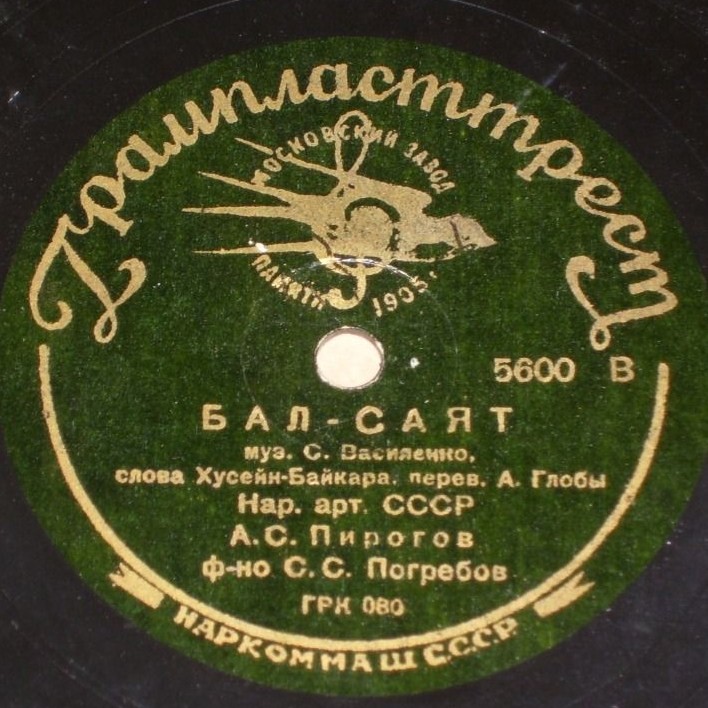 Грампласттрест
МОСКОВСКИЙ ЗАВОД
ПАМЯТИ 1905 г
5600 В
БАЛ-САЯТ
муз. С. Василенко,
слова Хусейн-Байкара, перев. А. Глобы
Нар. арт. СССР
А.С. Пирогов
ф-но С.С. Погребов
ГРК 080
НАРКОММАШ СССР